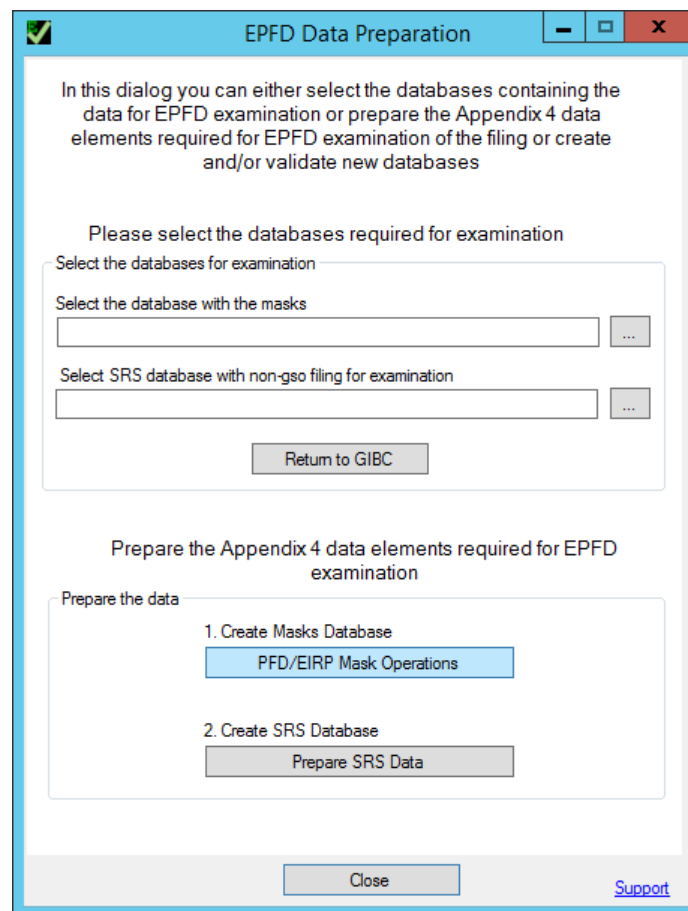 EPFD Data Preparation
In this dialog you can either select the databases containing the
data for EPFD examination or prepare the Appendix 4 data
elements required for EPFD examination of the filing or create
and/or validate new databases
Please select the databases required for examination
Select the databases for examination
Select the database with the masks
...
Select SRS database with non-gso filing for examination
...
Return to GIBC
Prepare the Appendix 4 data elements required for EPFD
examination
Prepare the data
1. Create Masks Database
PFD/EIRP Mask Operations
2. Create SRS Database
Prepare SRS Data
Close
Support